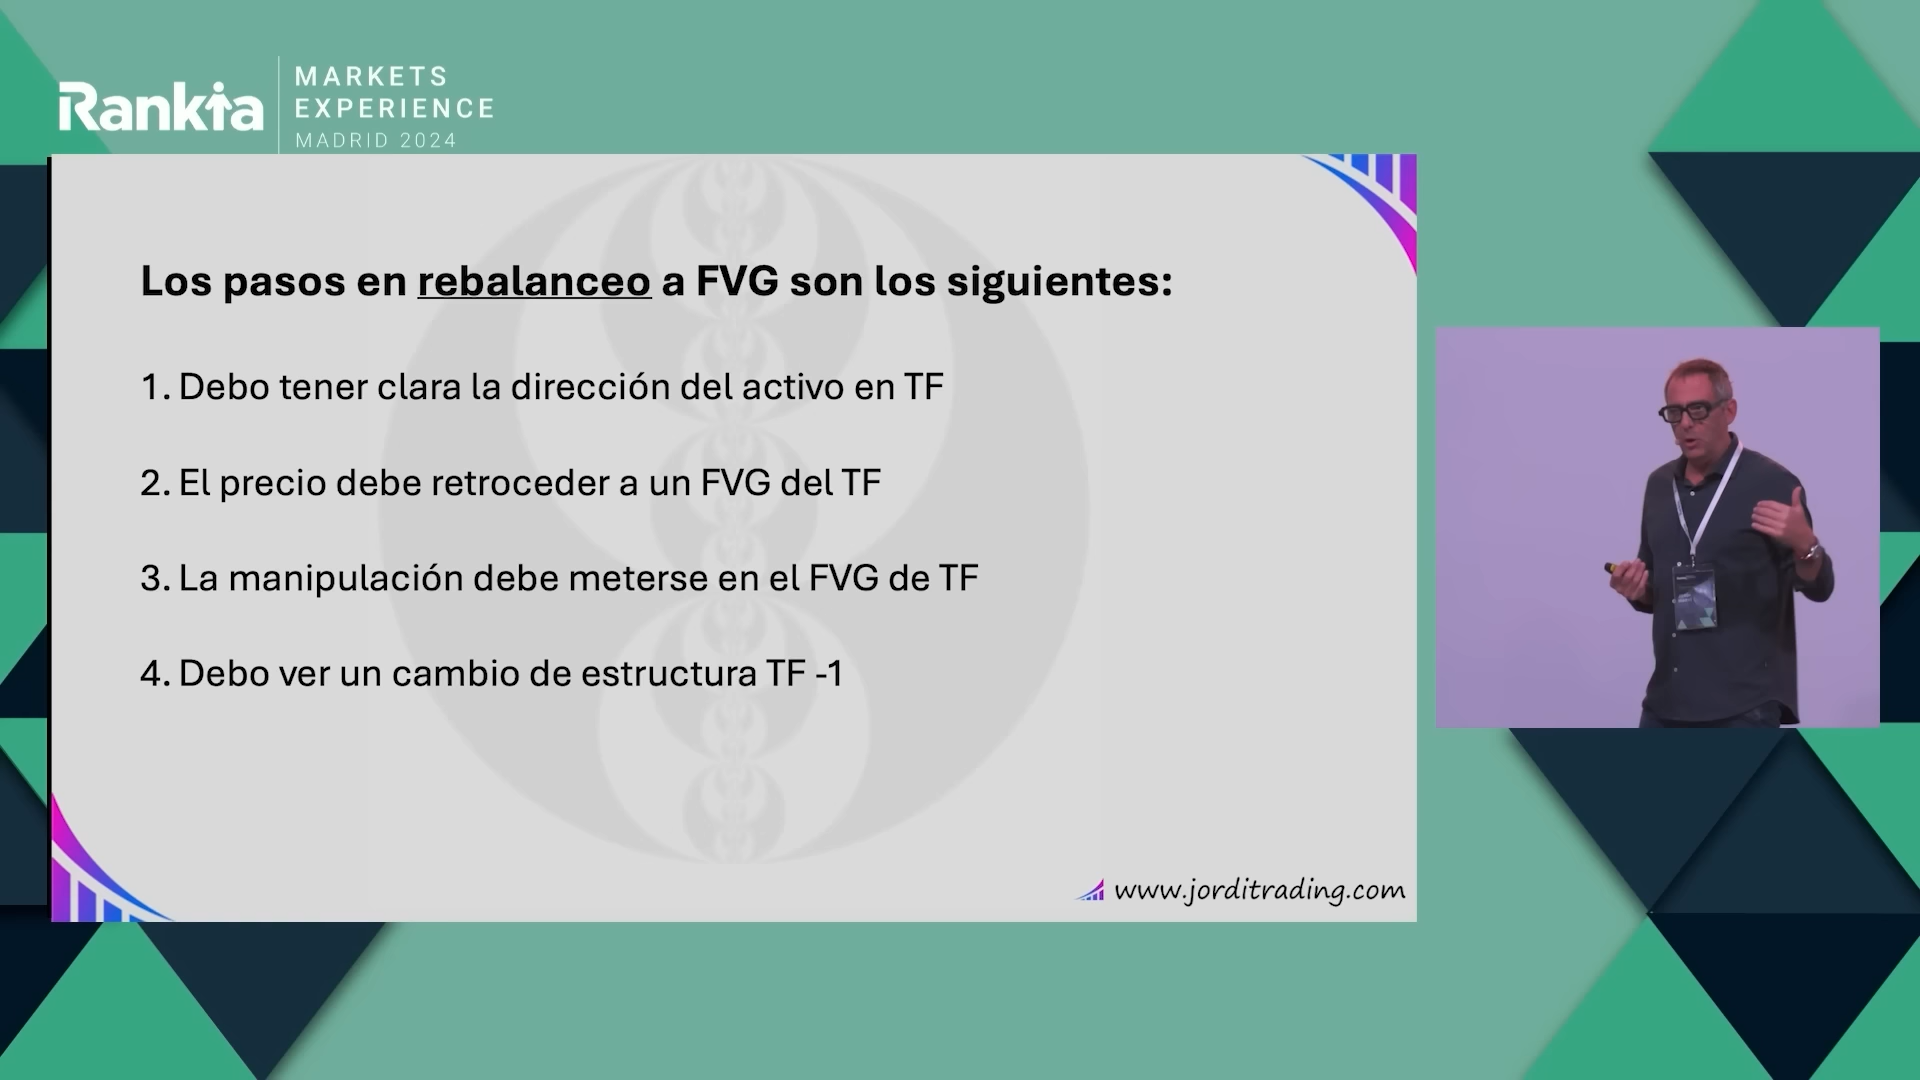 Rankia
MARKETS
EXPERIENCE
MADRID 2024
Los pasos en rebalanceo a FVG son los siguientes:
1. Debo tener clara la dirección del activo en TF
2. El precio debe retroceder a un FVG del TF
3. La manipulación debe meterse en el FVG de TF
4. Debo ver un cambio de estructura TF -1
www.jorditrading.com